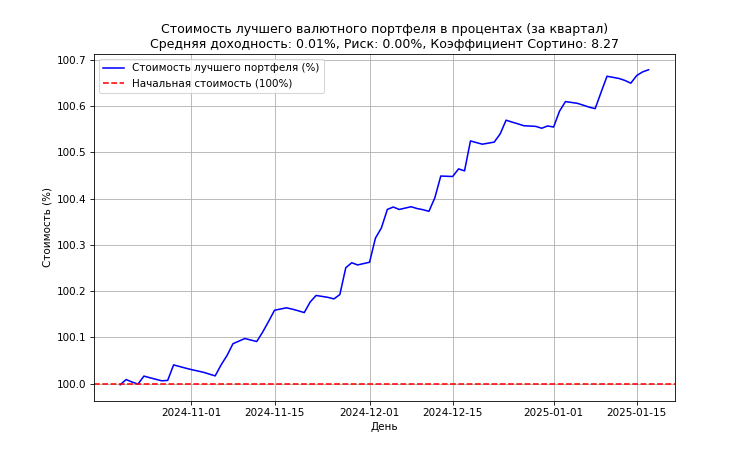 Стоимость лучшего валютного портфеля в процентах (за квартал)
Средняя доходность: 0.01%, Риск: 0.00%, Коэффициент Сортино: 8.27
Стоимость лучшего портфеля (%)
Начальная стоимость (100%)
Стоимость (%)
100.7
100.6
100.5
100.4
100.3
100.2
100.1
100.0
2024-11-01
2024-11-15
2024-12-01
2024-12-15
2025-01-01
2025-01-15
День